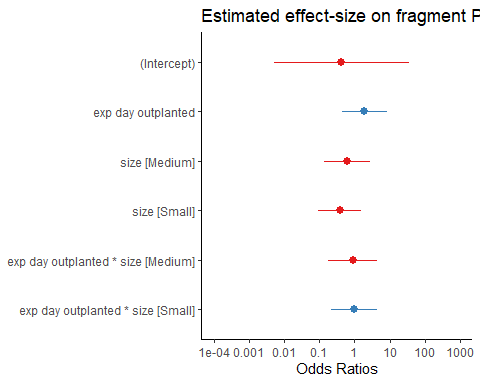 Estimated effect-size on fragment P
(Intercept)
exp day outplanted
size [Medium]
size [Small]
exp day outplanted * size [Medium]
exp day outplanted * size [Small]
1e-04 0.001 0.01 0.1 1 10 100 1000
Odds Ratios